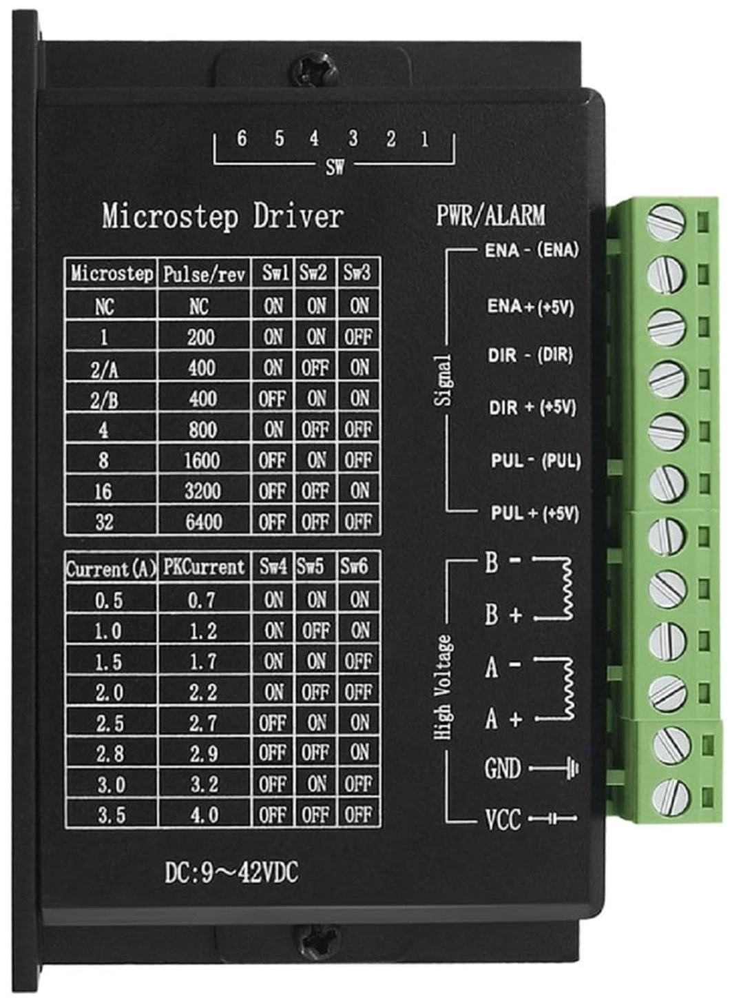 6 5 4 3 2 1
SW
Microstep Driver
PWR/ALARM
Microstep Pulse/rev Sw1 Sw2 Sw3
NC NC ON ON ON
1 200 ON ON OFF
2/A 400 ON OFF ON
2/B 400 OFF ON ON
4 800 ON OFF OFF
8 1600 OFF ON OFF
16 3200 OFF OFF ON
32 6400 OFF OFF OFF
Current(A) PKCurrent Sw4 Sw5 Sw6
0.5 0.7 ON ON ON
1.0 1.2 ON OFF ON
1.5 1.7 ON ON OFF
2.0 2.2 ON OFF OFF
2.5 2.7 OFF ON ON
2.8 2.9 OFF OFF ON
3.0 3.2 OFF ON OFF
3.5 4.0 OFF OFF OFF
DC:9～42VDC
Signal
ENA - (ENA)
ENA+(+5V)
DIR - (DIR)
DIR + (+5V)
PUL - (PUL)
PUL + (+5V)
High Voltage
B -
B +
A -
A +
GND
VCC